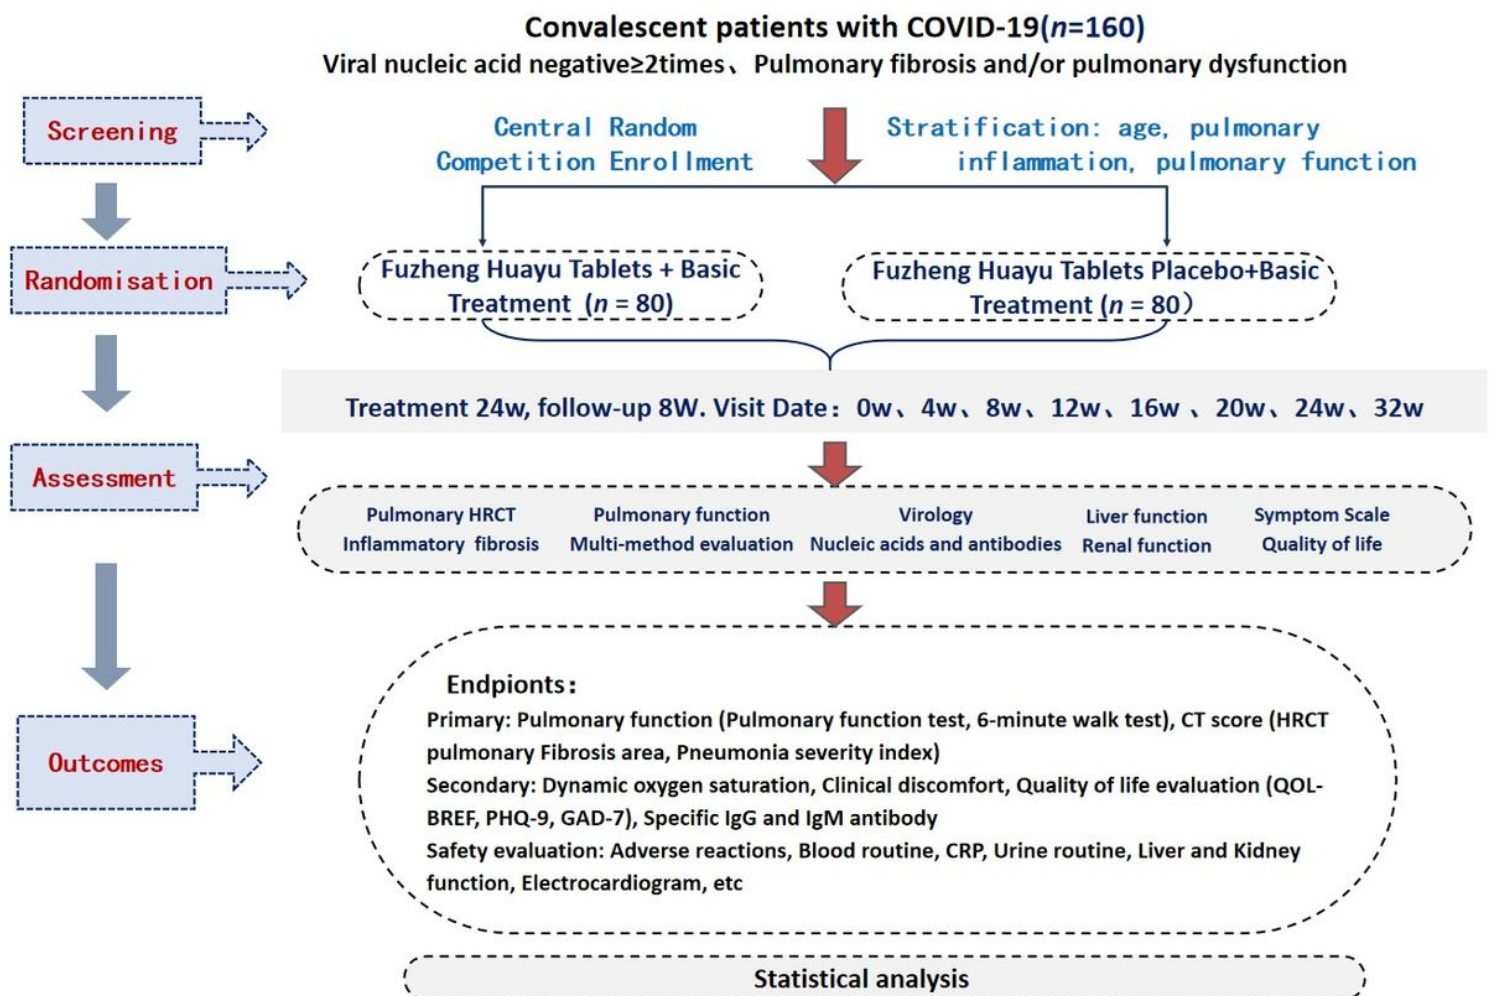 Convalescent patients with COVID-19(n=160)
Viral nucleic acid negative≥2times、Pulmonary fibrosis and/or pulmonary dysfunction
Screening
Central Random
Competition Enrollment
Stratification: age, pulmonary
inflammation, pulmonary function
Randomisation
Fuzheng Huayu Tablets + Basic
Treatment (n = 80)
Fuzheng Huayu Tablets Placebo+Basic
Treatment (n = 80）
Treatment 24w, follow-up 8W. Visit Date：0w、4w、8w、12w、16w 、20w、24w、32w
Assessment
Pulmonary HRCT
Inflammatory fibrosis
Pulmonary function
Multi-method evaluation
Virology
Nucleic acids and antibodies
Liver function
Renal function
Symptom Scale
Quality of life
Outcomes
Endpionts：
Primary: Pulmonary function (Pulmonary function test, 6-minute walk test), CT score (HRCT
pulmonary Fibrosis area, Pneumonia severity index)
Secondary: Dynamic oxygen saturation, Clinical discomfort, Quality of life evaluation (QOL-
BREF, PHQ-9, GAD-7), Specific IgG and IgM antibody
Safety evaluation: Adverse reactions, Blood routine, CRP, Urine routine, Liver and Kidney
function, Electrocardiogram, etc
Statistical analysis